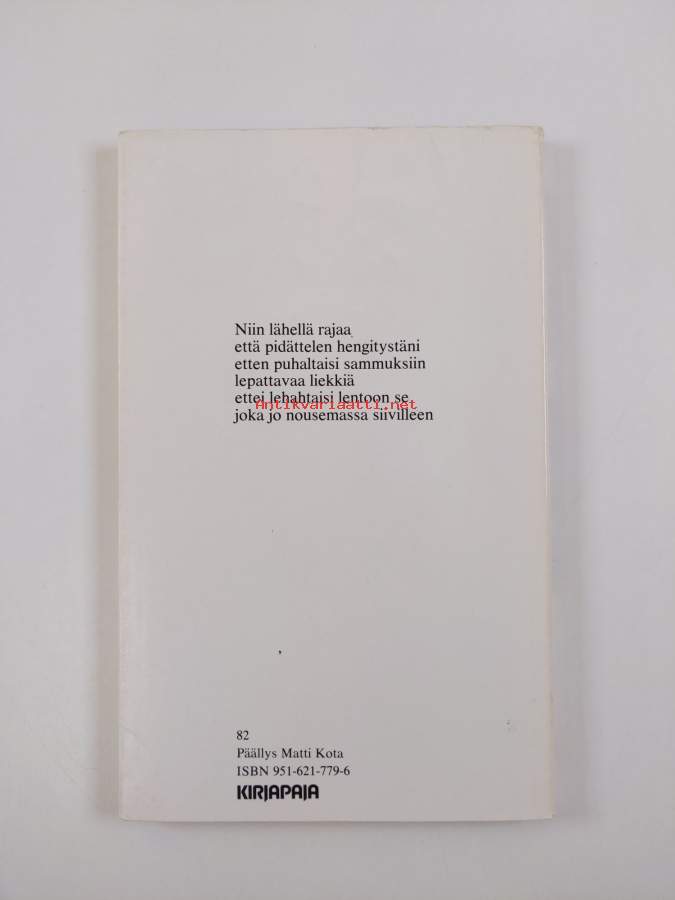 Niin lähellä rajaa
että pidättelen hengitystäni
etten puhaltaisi sammuksiin
lepattavaa liekkiä
ettei lehahtaisi lentoon se
Antikvariaatti.net
joka jo nousemassa siivilleen
82
Päällys Matti Kota
ISBN 951-621-779-6
KIRJAPAJA